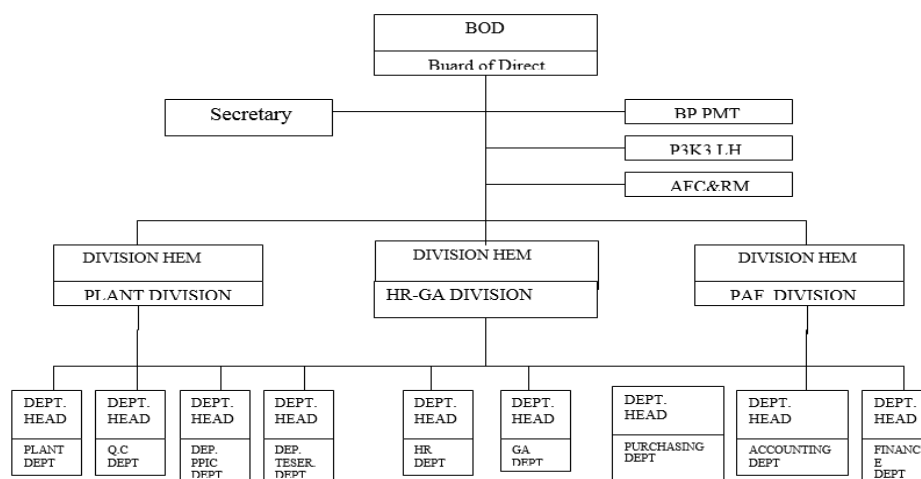 BOD
Buard of Direct
Secretary
BP PMT
P3K3 LH
AFC&RM
DIVISION HEM
PLANT DIVISION
DIVISION HEM
HR-GA DIVISION
DIVISION HEM
PAF DIVISION
DEPT.
HEAD
PLANT
DEPT
DEPT.
HEAD
Q.C
DEPT
DEPT.
HEAD
DEP.
PPIC
DEPT
DEPT.
HEAD
DEP.
TESER.
DEPT
DEPT.
HEAD
HR
DEPT
DEPT.
HEAD
GA
DEPT
DEPT.
HEAD
PURCHASING
DEPT
DEPT.
HEAD
ACCOUNTING
DEPT
DEPT.
HEAD
FINANC
E
DEPT